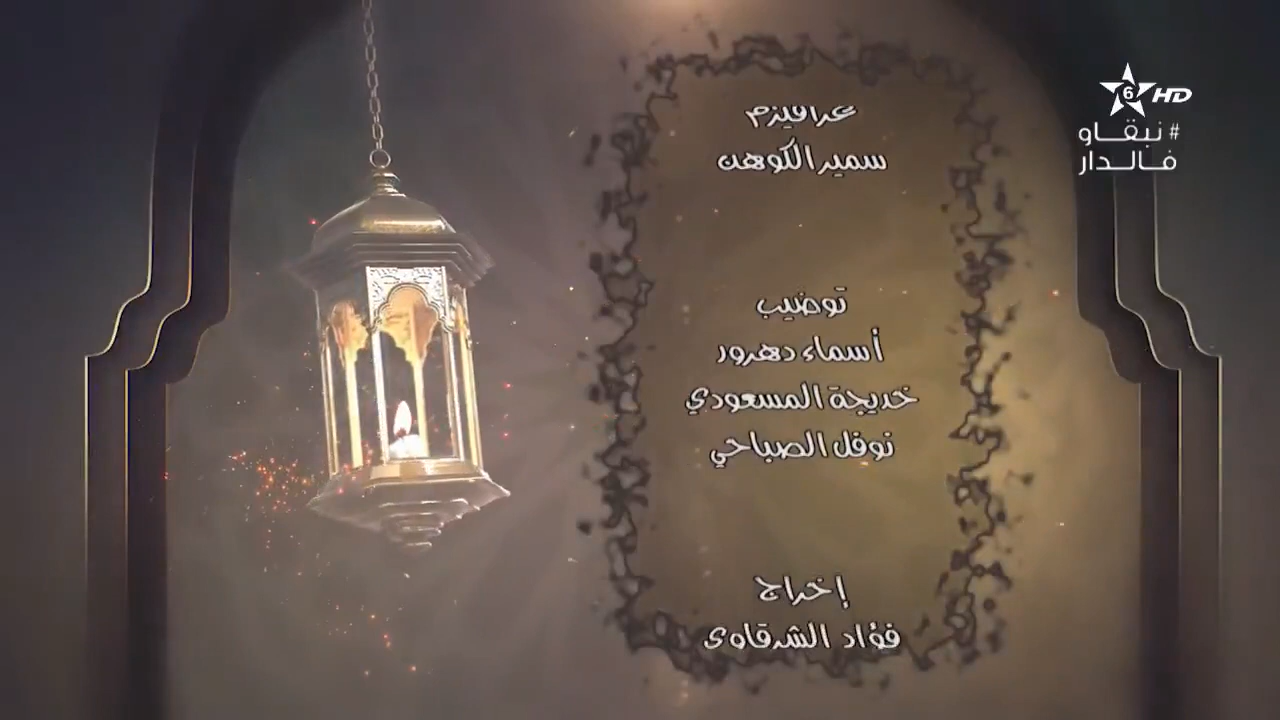 غرافيزم
سمير الكوهن
توضيب
أسماء دهرور
خديجة المسعودي
نوفل الصباحي
إخراج
فؤاد الشرقاوي
6 HD
# نبقاو
فالدار